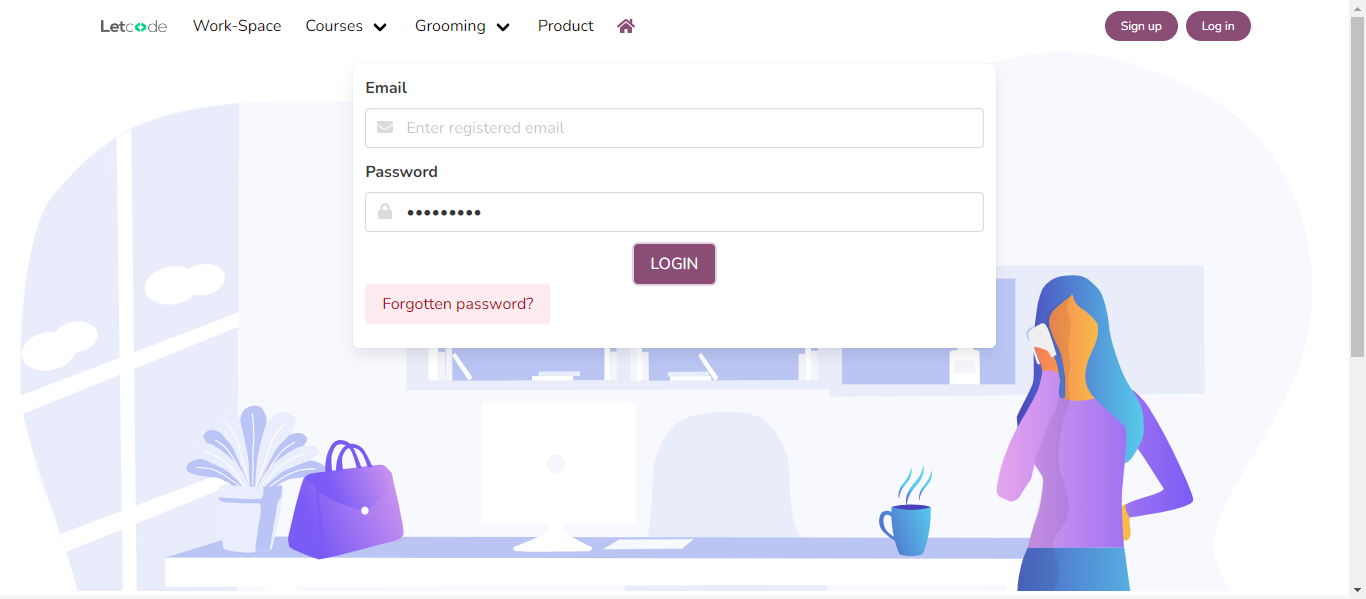 Letcode Work-Space Courses Grooming Product Sign up Log in
Email
Enter registered email
Password
•••••••••
LOGIN
Forgotten password?